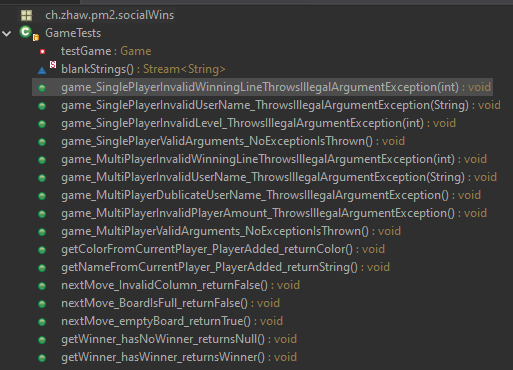 ch.zhaw.pm2.socialWins
GameTests
testGame : Game
blankStrings() : Stream<String>
game_SinglePlayerInvalidWinningLineThrowsIllegalArgumentException(int) : void
game_SinglePlayerInvalidUserName_ThrowsIllegalArgumentException(String) : void
game_SinglePlayerInvalidLevel_ThrowsIllegalArgumentException(int) : void
game_SinglePlayerValidArguments_NoExceptionIsThrown() : void
game_MultiPlayerInvalidWinningLineThrowsIllegalArgumentException(int) : void
game_MultiPlayerInvalidUserName_ThrowsIllegalArgumentException(String) : void
game_MultiPlayerDublicateUserName_ThrowsIllegalArgumentException() : void
game_MultiPlayerInvalidPlayerAmount_ThrowsIllegalArgumentException() : void
game_MultiPlayerValidArguments_NoExceptionIsThrown() : void
getColorFromCurrentPlayer_PlayerAdded_returnColor() : void
getNameFromCurrentPlayer_PlayerAdded_returnString() : void
nextMove_InvalidColumn_returnFalse() : void
nextMove_BoardIsFull_returnFalse() : void
nextMove_emptyBoard_returnTrue() : void
getWinner_hasNoWinner_returnsNull() : void
getWinner_hasWinner_returnsWinner() : void